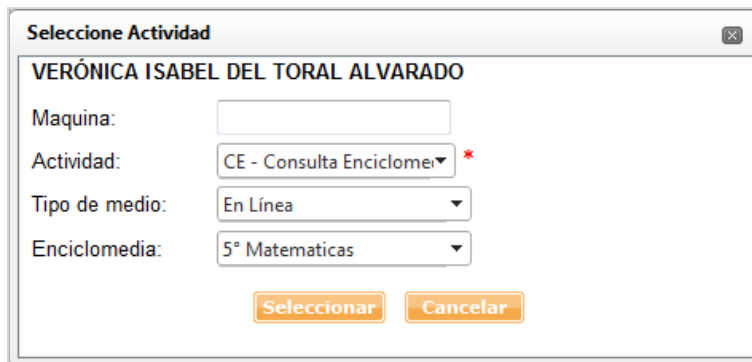 Seleccione Actividad
VERÓNICA ISABEL DEL TORAL ALVARADO
Maquina:
Actividad: CE - Consulta Enciclome *
Tipo de medio: En Línea
Enciclomedia: 5° Matematicas
Seleccionar Cancelar